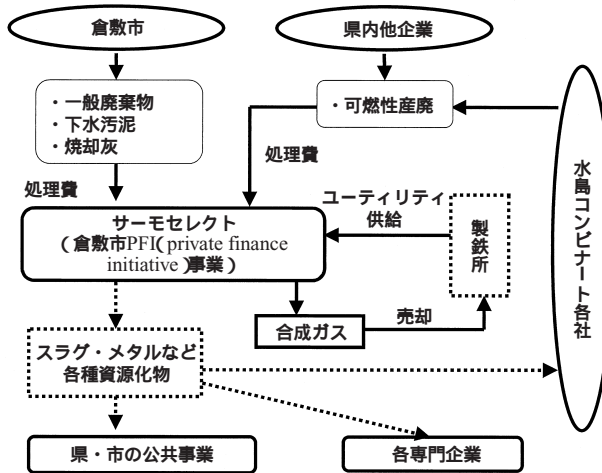 倉敷市
県内他企業
・一般廃棄物
・下水汚泥
・焼却灰
・可燃性産廃
処理費
処理費
水島コンビナート各社
ユーティリティ
供給
製鉄所
サーモセレクト
(倉敷市PFI(private finance
initiative)事業)
合成ガス
売却
スラグ・メタルなど
各種資源化物
県・市の公共事業
各専門企業